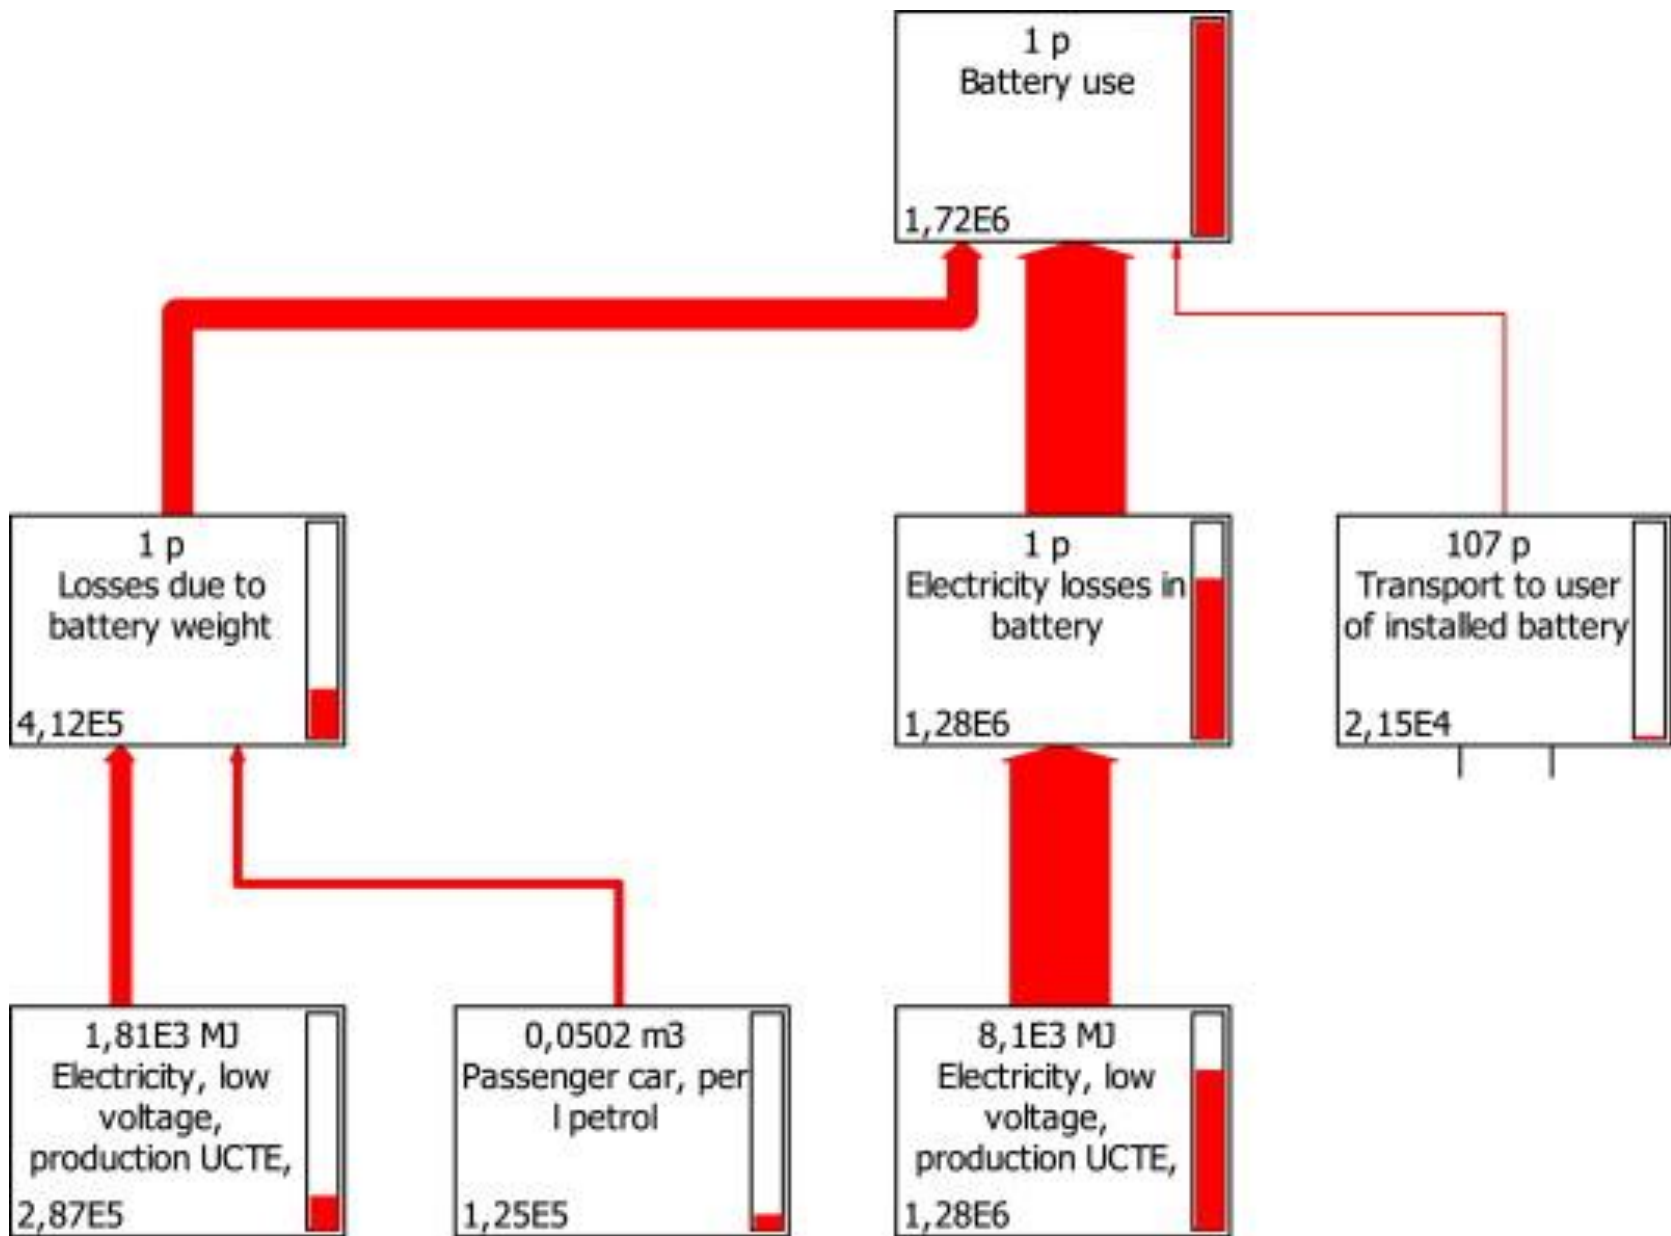 1 p
Battery use
1,72E6
1 p
Losses due to
battery weight
4,12E5
1 p
Electricity losses in
battery
1,28E6
107 p
Transport to user
of installed battery
2,15E4
1,81E3 MJ
Electricity, low
voltage,
production UCTE,
2,87E5
0,0502 m3
Passenger car, per
l petrol
1,25E5
8,1E3 MJ
Electricity, low
voltage,
production UCTE,
1,28E6